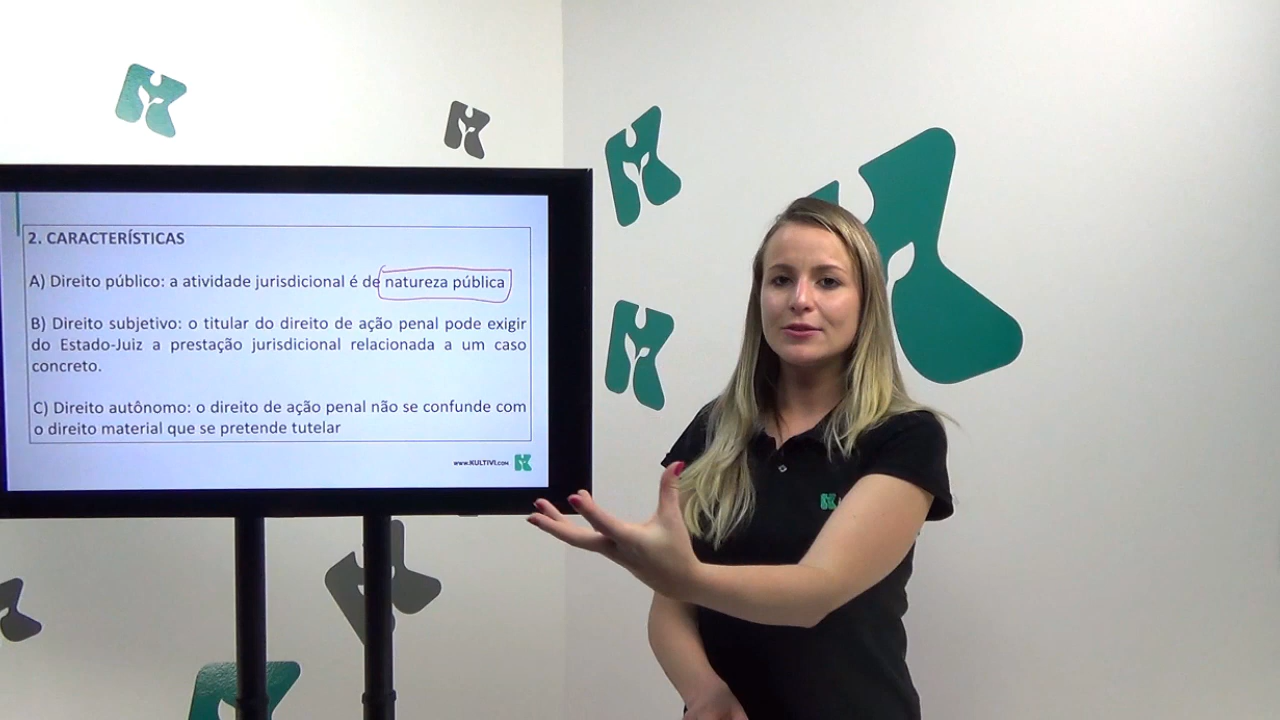 2. CARACTERÍSTICAS
A) Direito público: a atividade jurisdicional é de natureza pública
B) Direito subjetivo: o titular do direito de ação penal pode exigir
do Estado-Juiz a prestação jurisdicional relacionada a um caso
concreto.
C) Direito autônomo: o direito de ação penal não se confunde com
o direito material que se pretende tutelar
www.KULTIVI.com